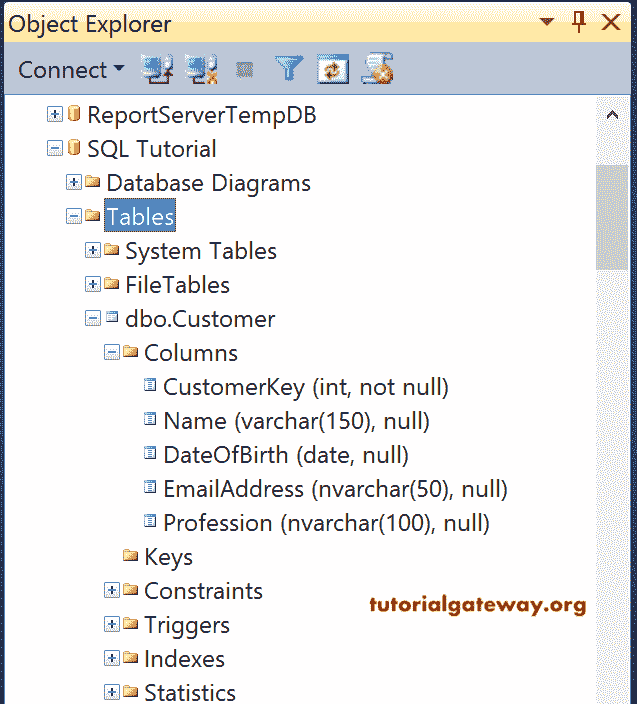 Object Explorer
Connect
ReportServerTempDB
SQL Tutorial
Database Diagrams
Tables
System Tables
FileTables
dbo.Customer
Columns
CustomerKey (int, not null)
Name (varchar(150), null)
DateOfBirth (date, null)
EmailAddress (nvarchar(50), null)
Profession (nvarchar(100), null)
Keys
Constraints
tutorialgateway.org
Triggers
Indexes
Statistics